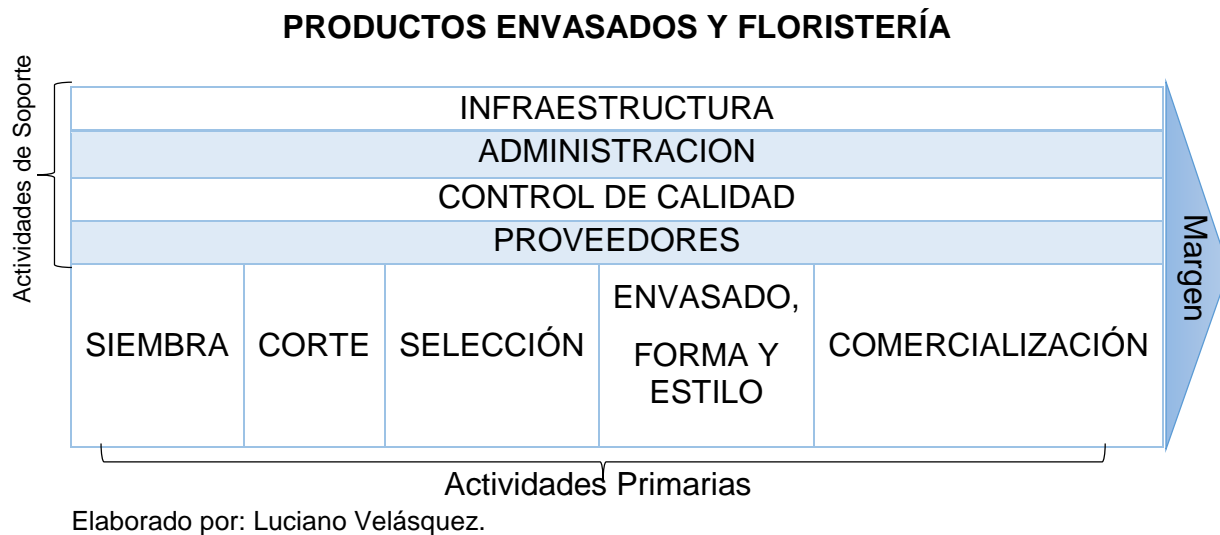 PRODUCTOS ENVASADOS Y FLORISTERÍA
Actividades de Soporte
INFRAESTRUCTURA
ADMINISTRACION
CONTROL DE CALIDAD
PROVEEDORES
SIEMBRA
CORTE
SELECCIÓN
ENVASADO,
FORMA Y
ESTILO
COMERCIALIZACIÓN
Margen
Actividades Primarias
Elaborado por: Luciano Velásquez.